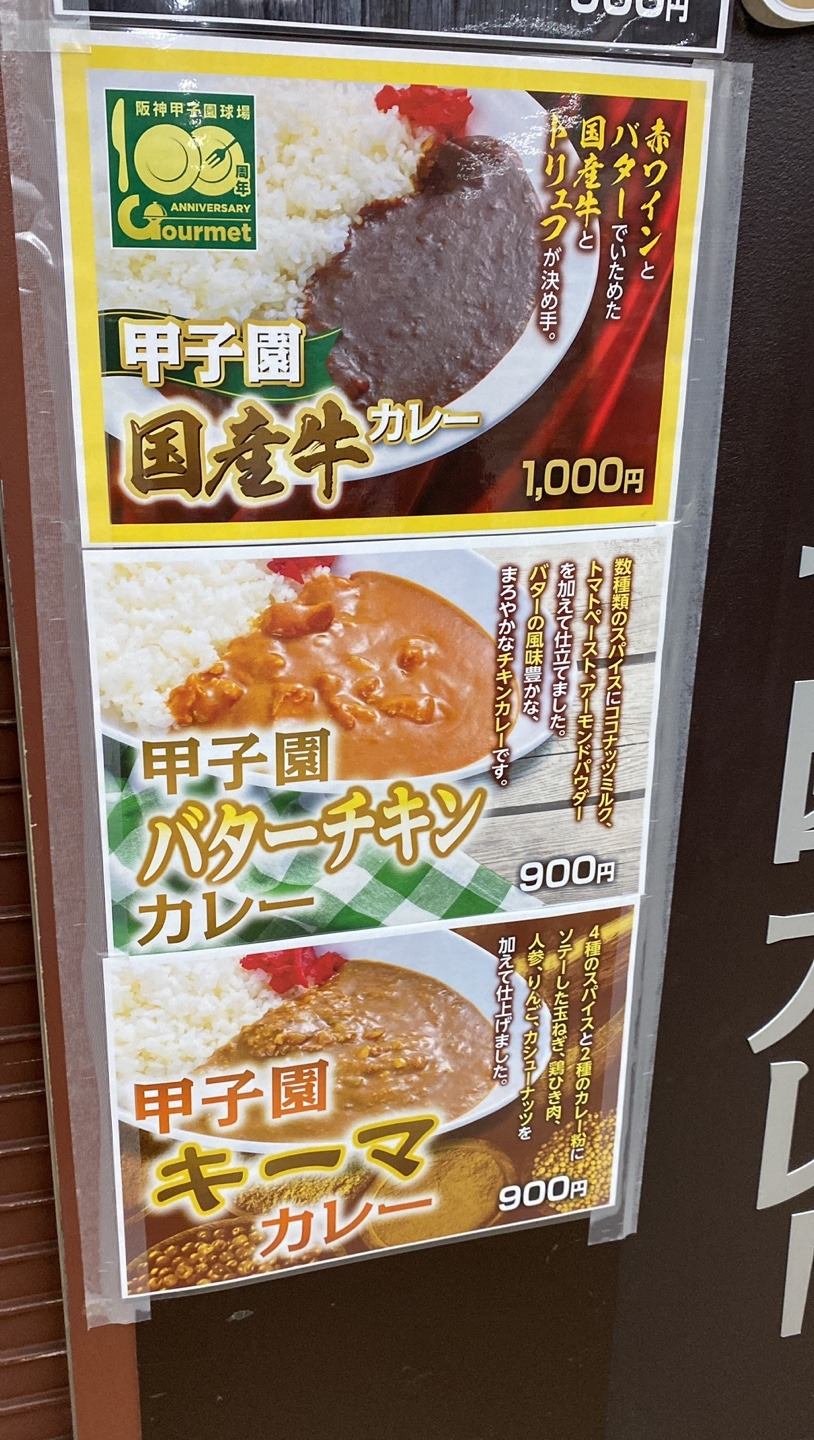 00円
阪神甲子園球場
100周年
ANNIVERSARY
Gourmet
赤ワインと
バターでいためた
国産牛と
トリュフが決め手。
甲子園
国産牛カレー
1,000円
数種類のスパイスにココナッツミルク、
トマトペースト、アーモンドパウダー
を加えて仕立てました。
バターの風味豊かな、
まろやかなチキンカレーです。
甲子園
バターチキン
カレー
900円
4種のスパイスと2種のカレー粉に
ソテーした玉ねぎ、鶏ひき肉、
人参、りんご、カシューナッツを
加えて仕上げました。
甲子園
キーマ
カレー
900円